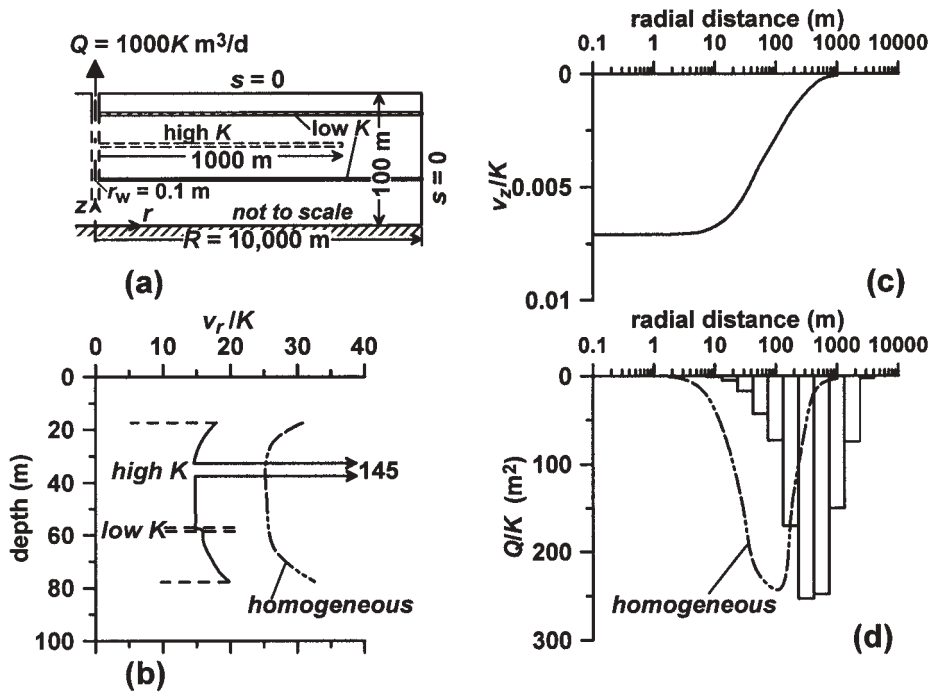 Q = 1000K m³/d
s = 0
low K
high K
1000 m
100 m
s = 0
r_w = 0.1 m
z
r
not to scale
R = 10,000 m
(a)
v_r/K
0 10 20 30 40
0
20
40
60
80
100
depth (m)
high K
145
low K
homogeneous
(b)
radial distance (m)
0.1 1 10 100 1000 10000
0
0.005
0.01
v_z/K
(c)
radial distance (m)
0.1 1 10 100 1000 10000
0
100
200
300
Q/K (m²)
homogeneous
(d)